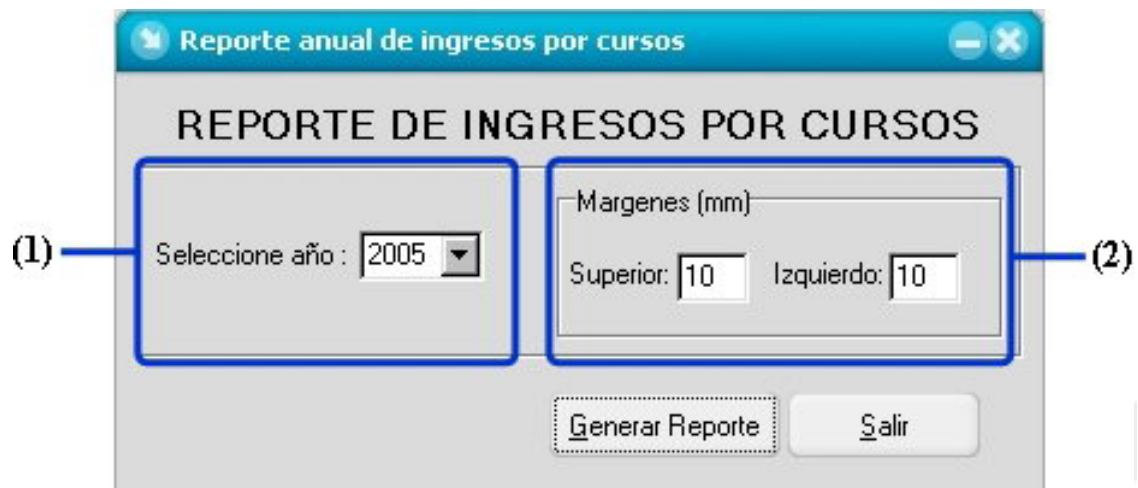 Reporte anual de ingresos por cursos
REPORTE DE INGRESOS POR CURSOS
(1)
Seleccione año : 2005
Margenes (mm)
Superior: 10 Izquierdo: 10
(2)
Generar Reporte Salir